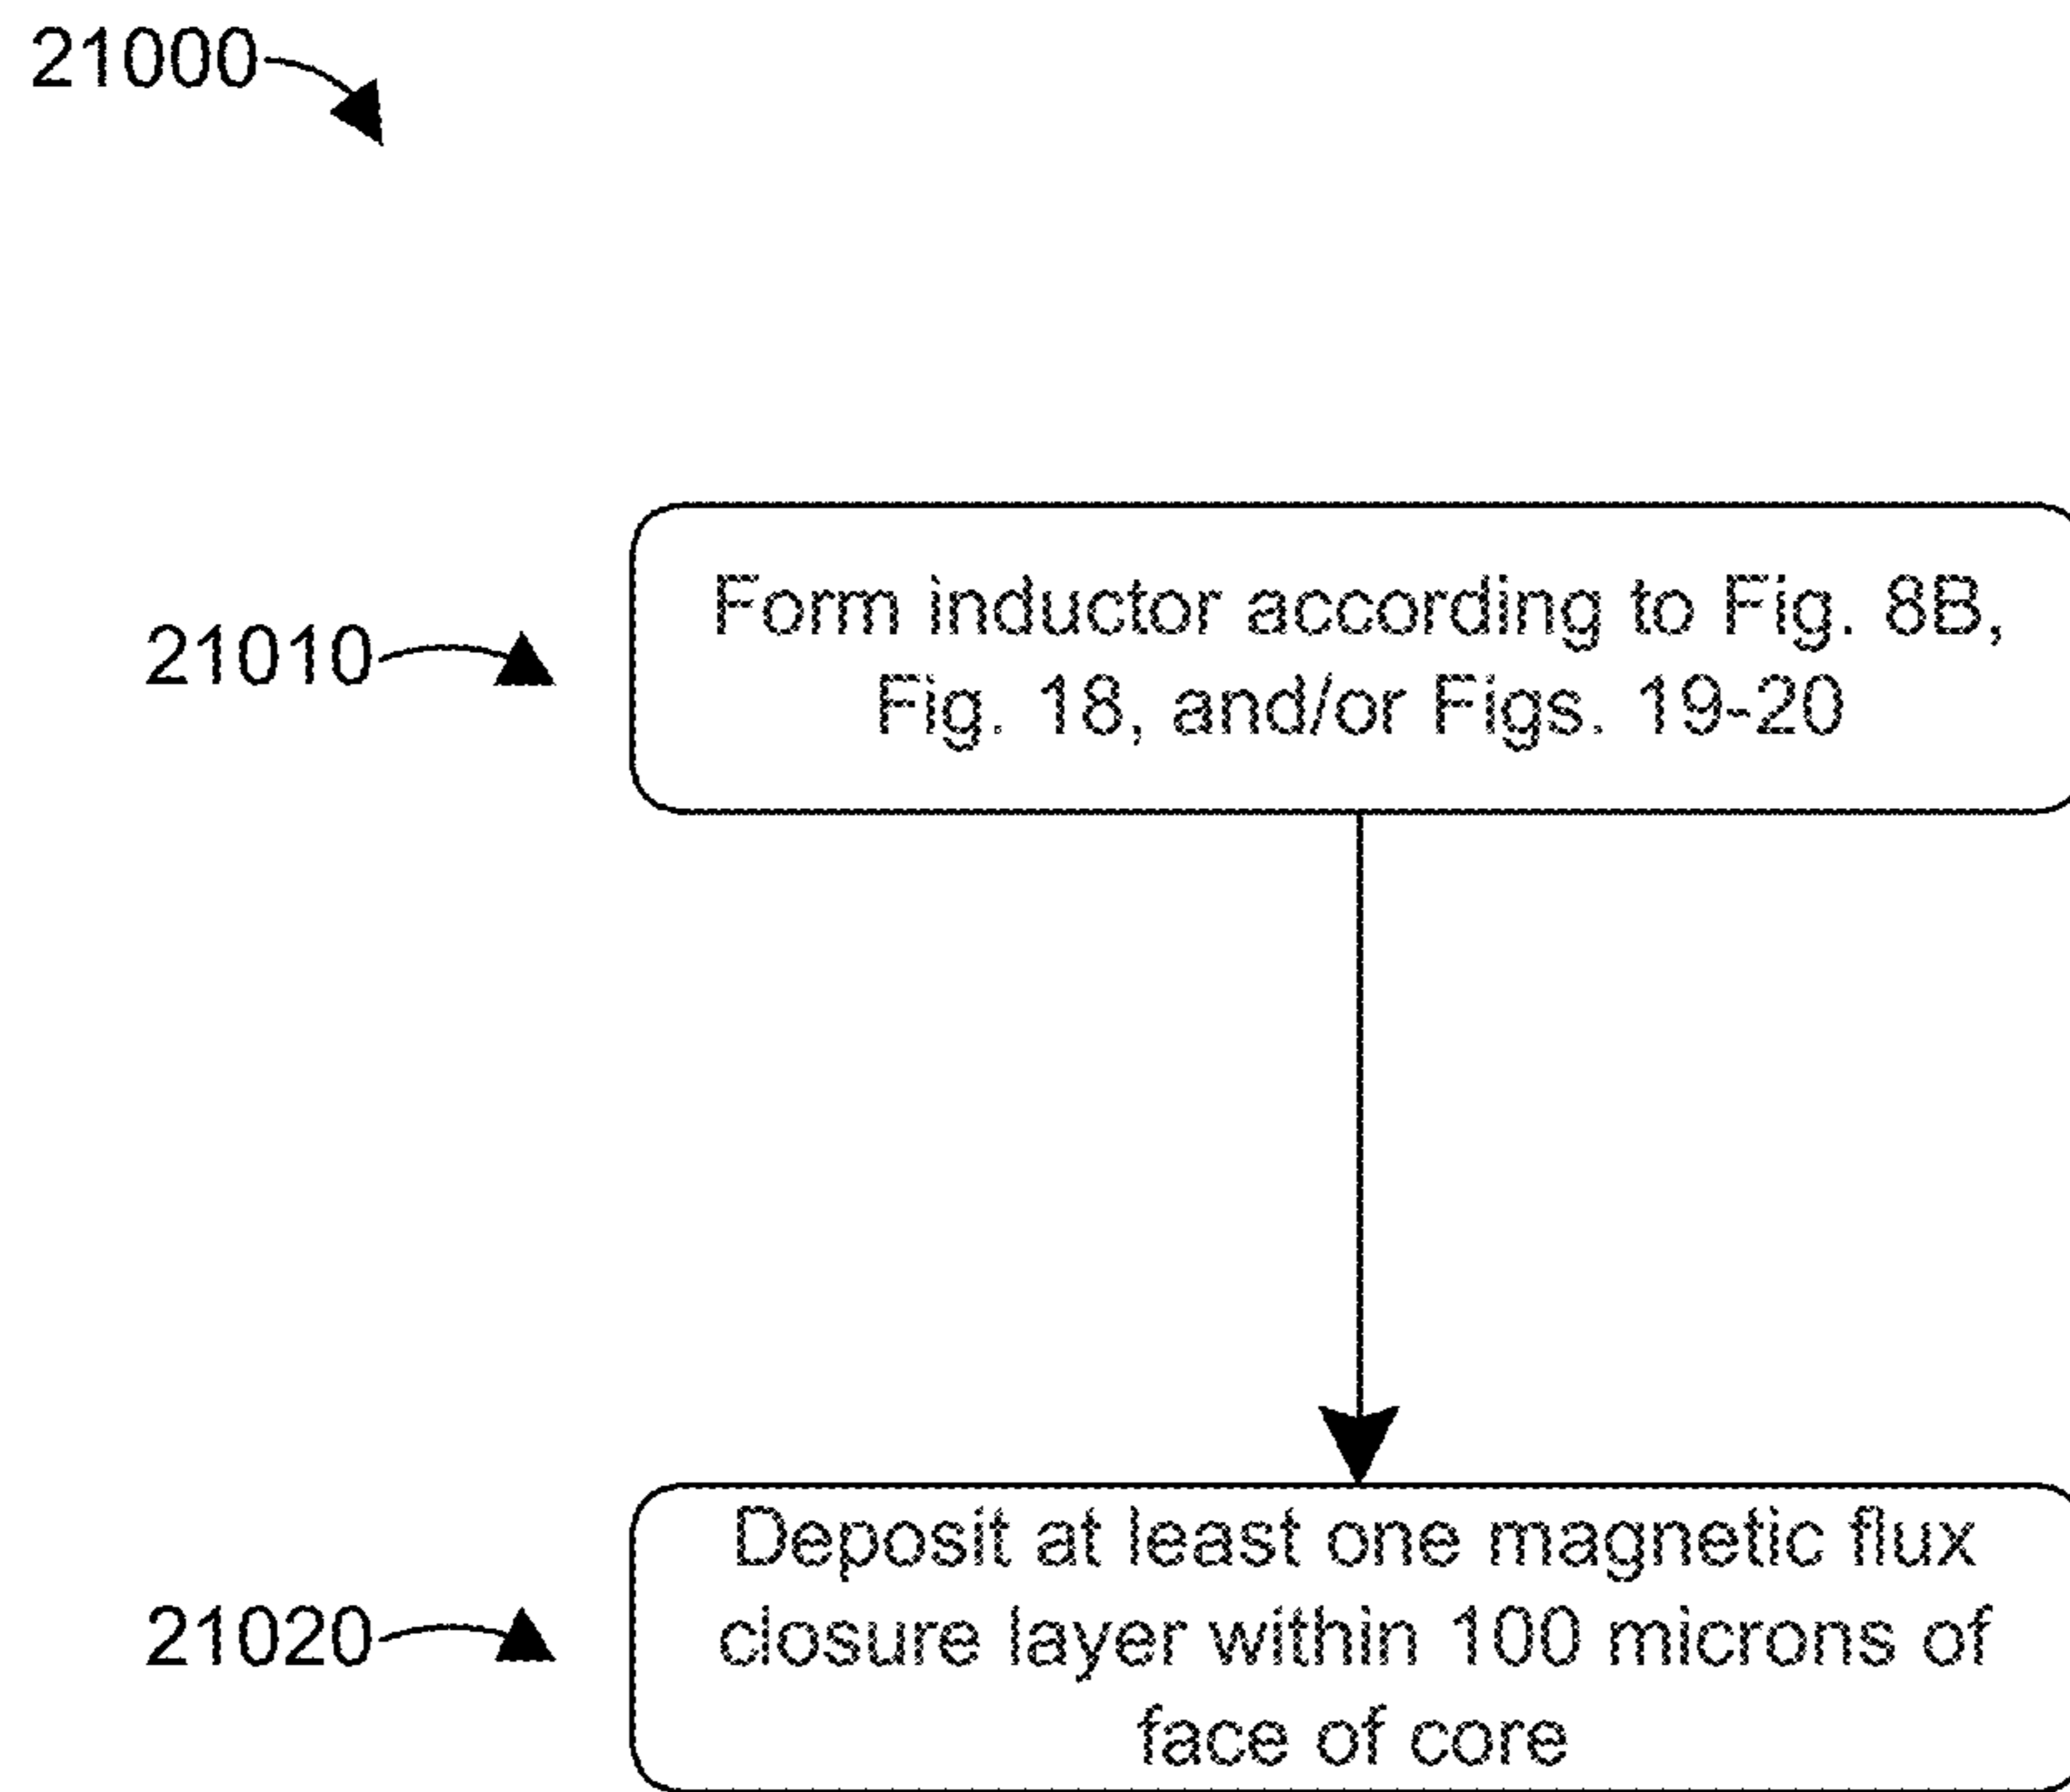 21000
21010
Form inductor according to Fig. 8B,
Fig. 18, and/or Figs. 19-20
21020
Deposit at least one magnetic flux
closure layer within 100 microns of
face of core